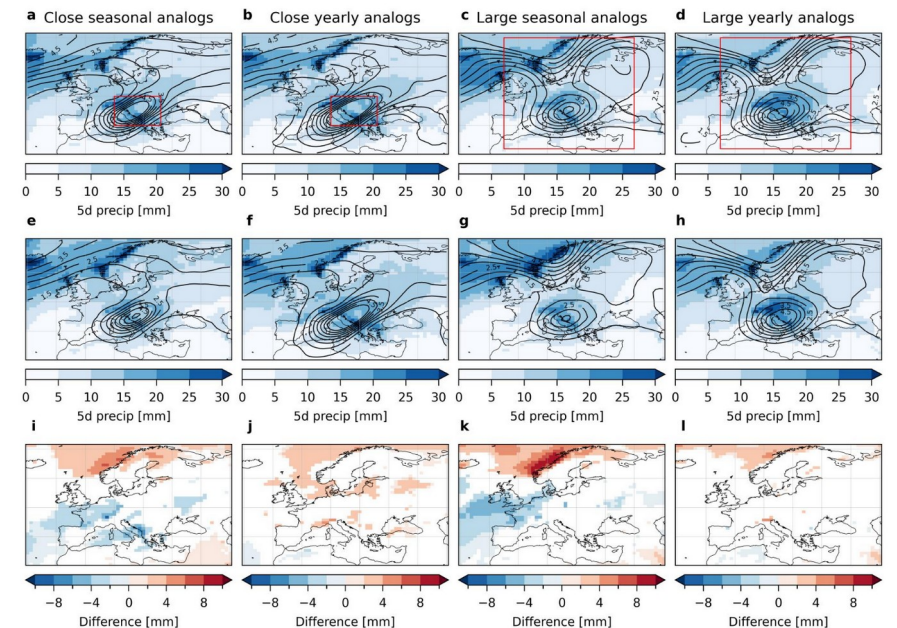 a Close seasonal analogs b Close yearly analogs c Large seasonal analogs d Large yearly analogs
0 5 10 15 20 25 30 0 5 10 15 20 25 30 0 5 10 15 20 25 30 0 5 10 15 20 25 30
5d precip [mm] 5d precip [mm] 5d precip [mm] 5d precip [mm]
e f g h
0 5 10 15 20 25 30 0 5 10 15 20 25 30 0 5 10 15 20 25 30 0 5 10 15 20 25 30
5d precip [mm] 5d precip [mm] 5d precip [mm] 5d precip [mm]
i j k l
−8 −4 0 4 8 −8 −4 0 4 8 −8 −4 0 4 8 −8 −4 0 4 8
Difference [mm] Difference [mm] Difference [mm] Difference [mm]